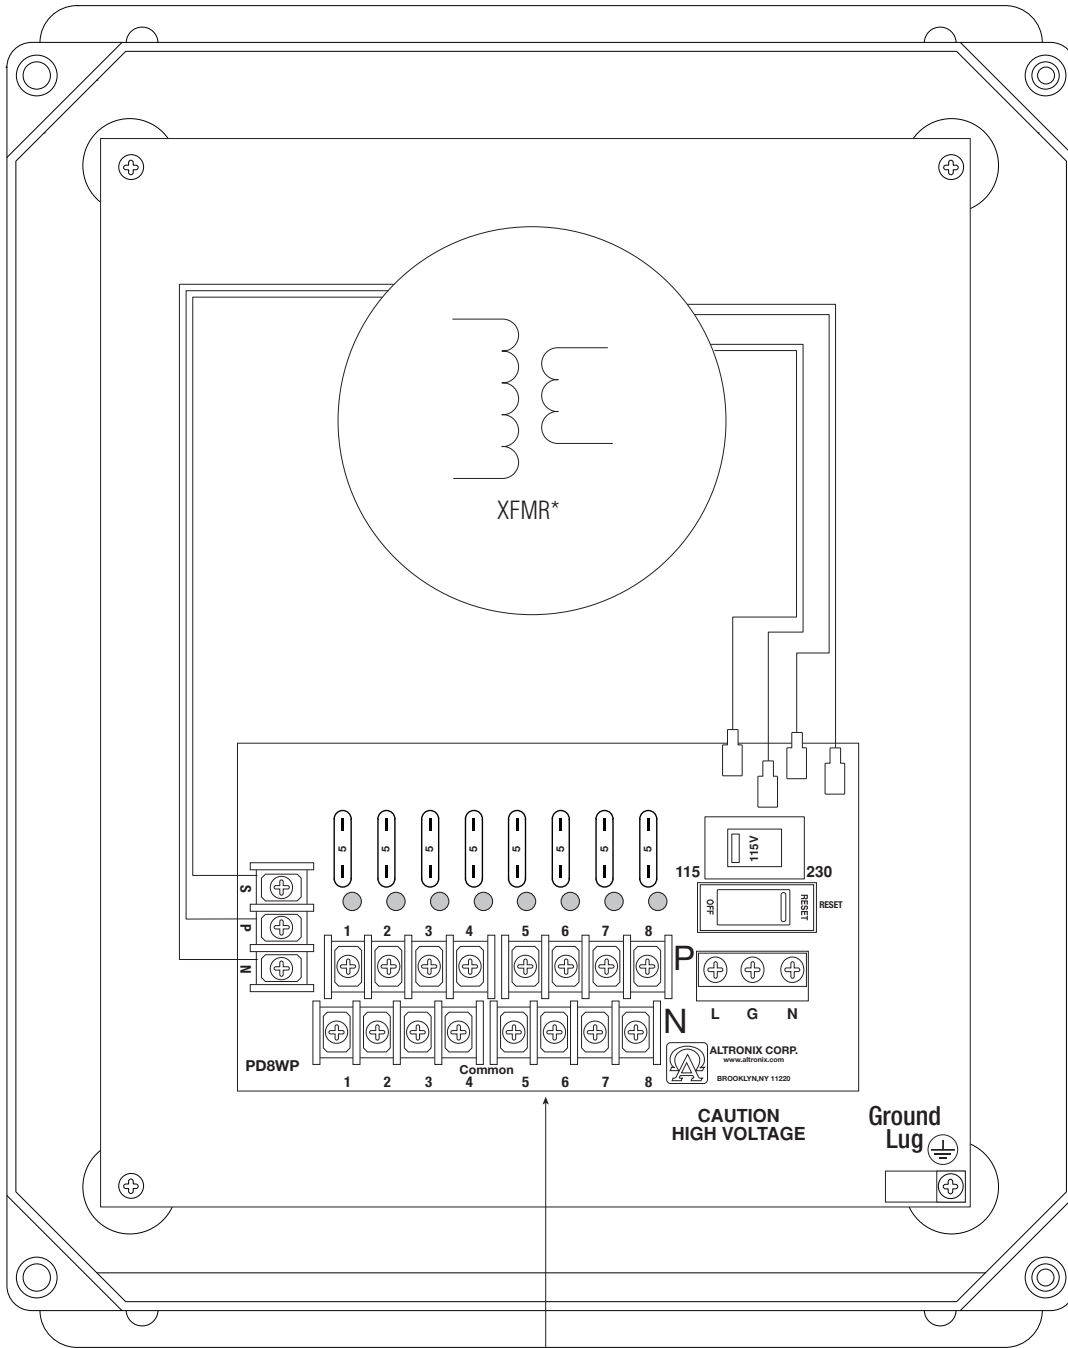 XFMR*
5 5 5 5 5 5 5 5
115V
115 230
OFF RESET RESET
S
P
N
1 2 3 4 5 6 7 8
P
L G N
N
PD8WP
Common
1 2 3 4 5 6 7 8
ALTRONIX CORP.
www.altronix.com
BROOKLYN,NY 11220
CAUTION
HIGH VOLTAGE
Ground
Lug